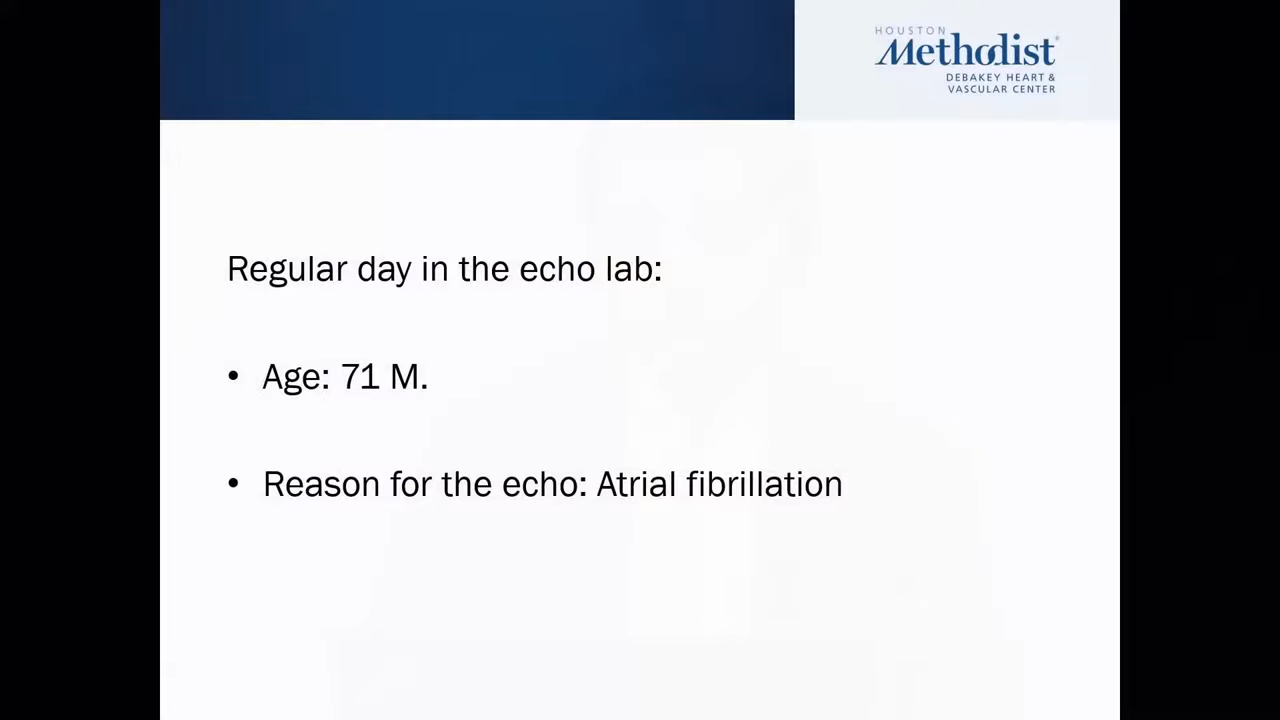 HOUSTON
Methodist®
DEBAKEY HEART &
VASCULAR CENTER
Regular day in the echo lab:
• Age: 71 M.
• Reason for the echo: Atrial fibrillation